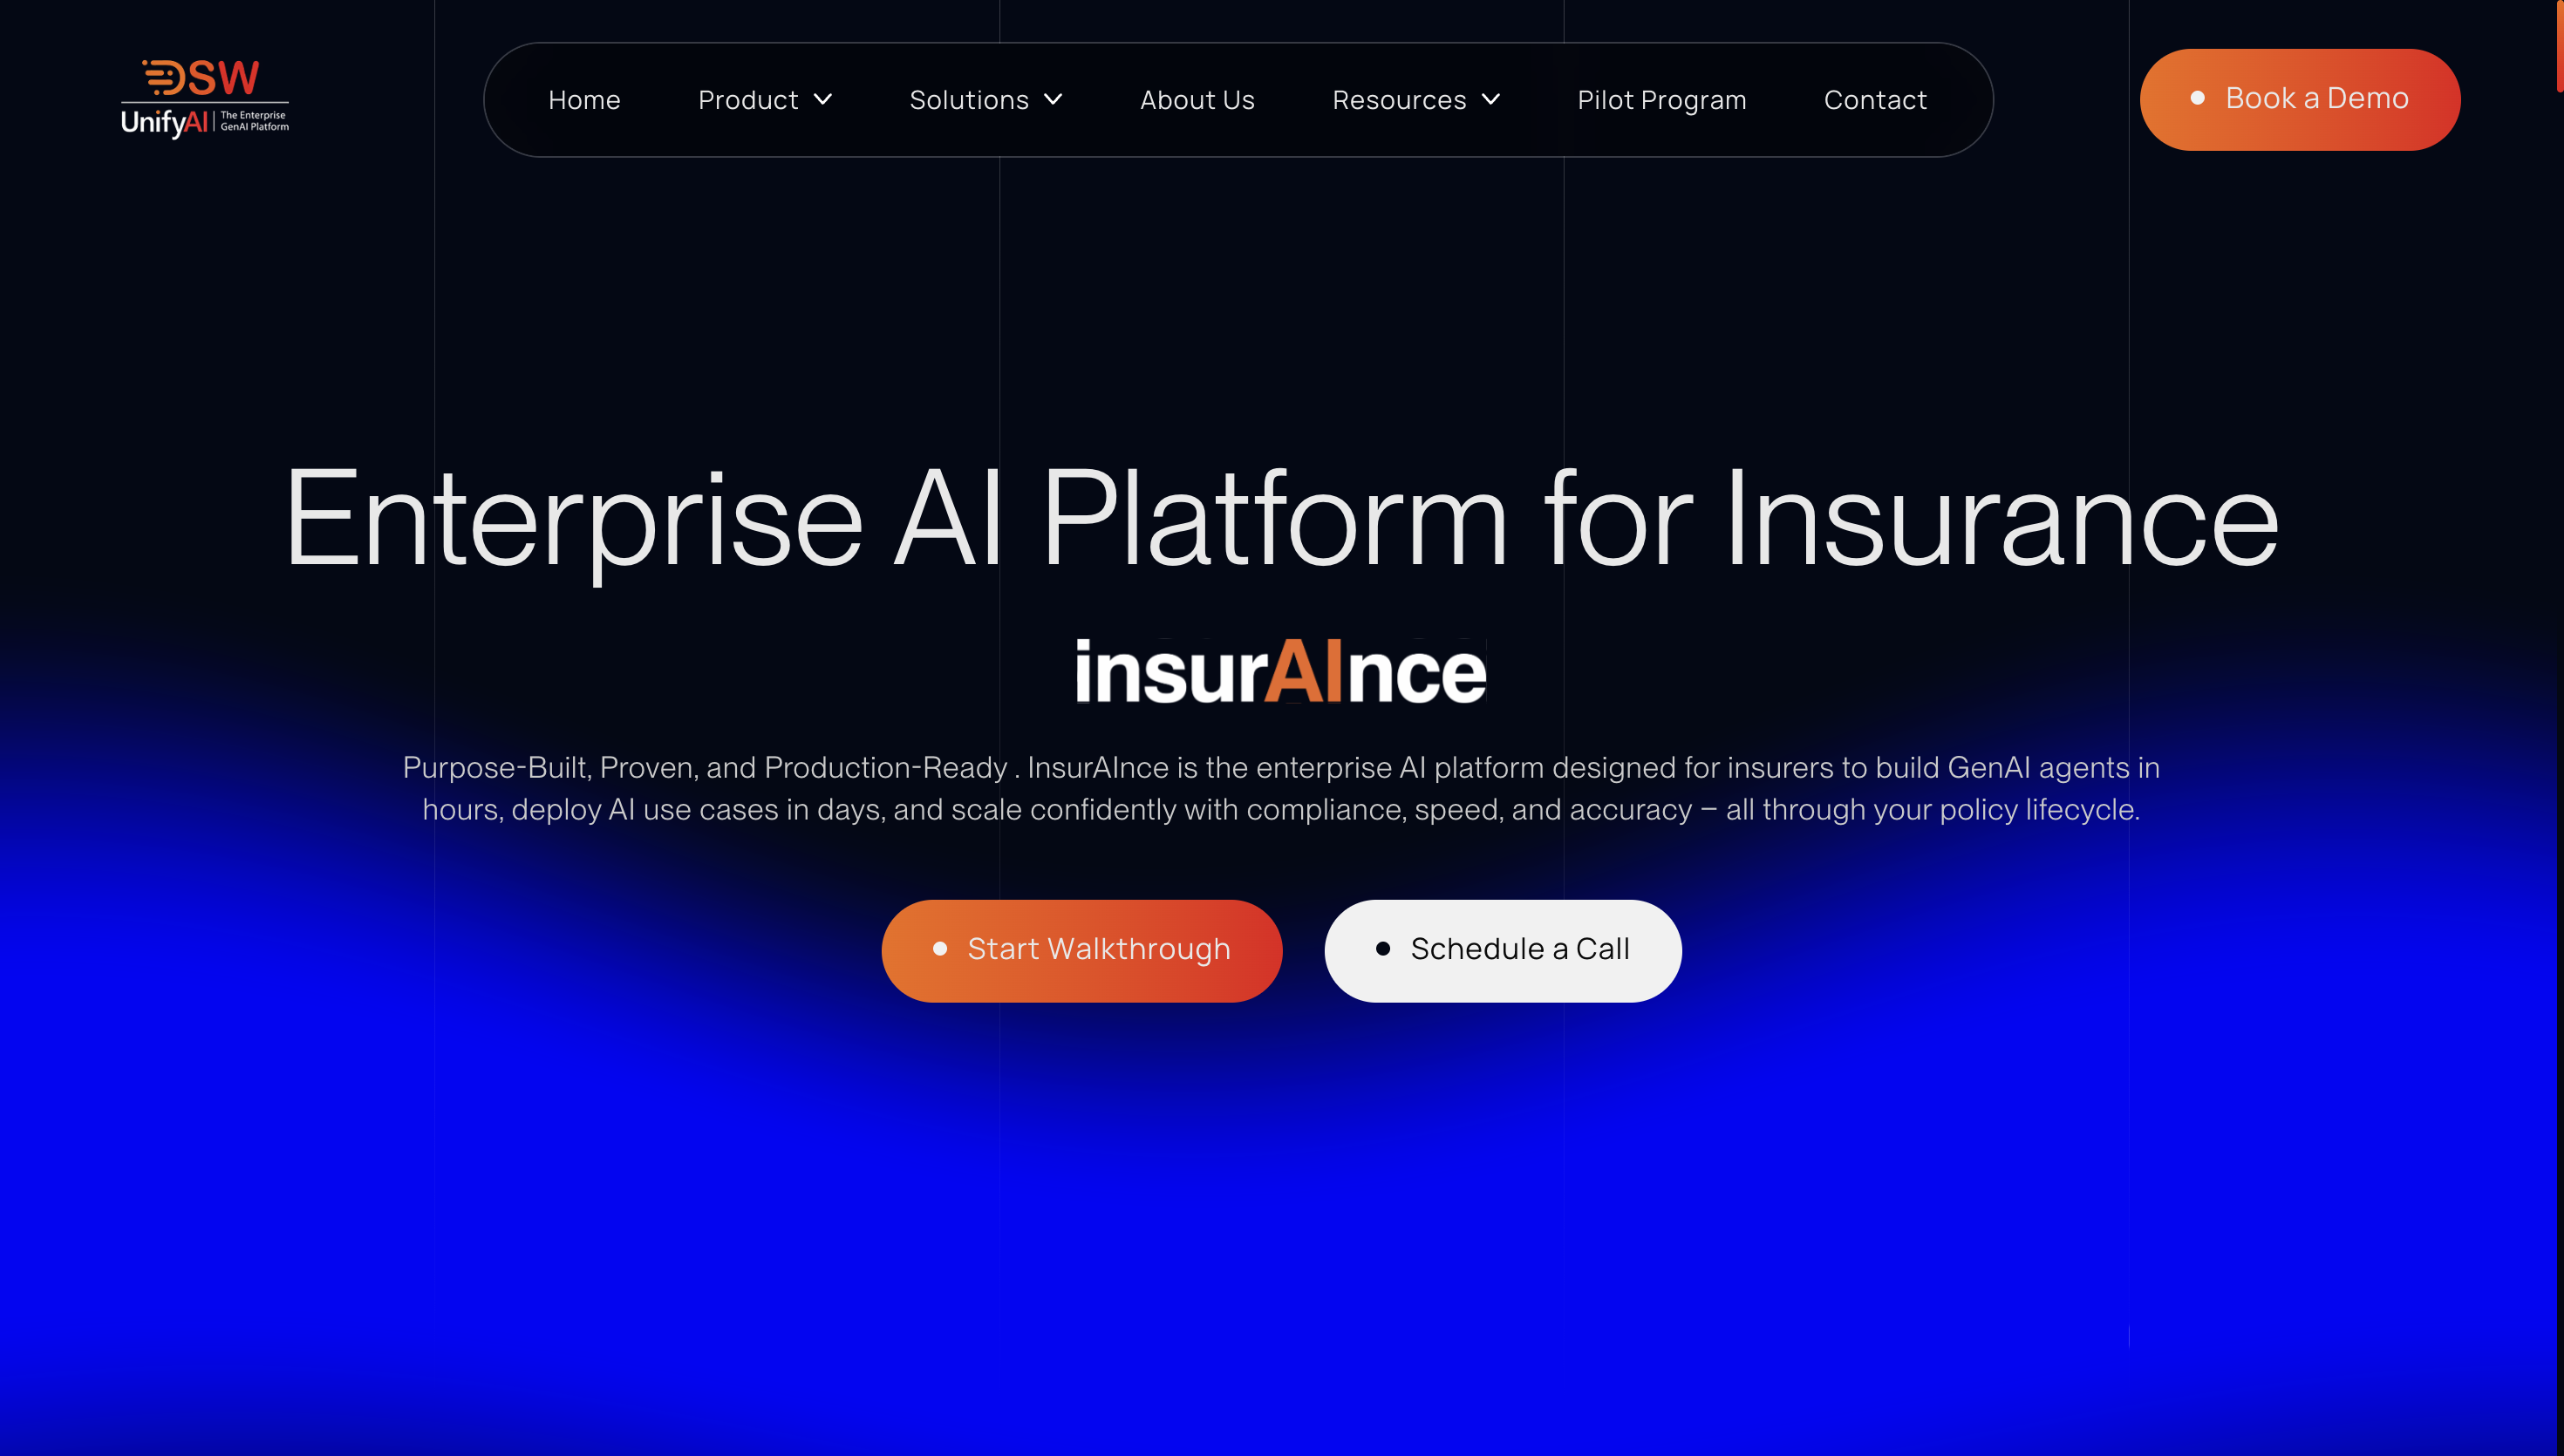 DSW
UnifyAI | The Enterprise
GenAI Platform
Home
Product
Solutions
About Us
Resources
Pilot Program
Contact
Book a Demo
Enterprise AI Platform for Insurance
insurAInce
Purpose-Built, Proven, and Production-Ready . InsurAInce is the enterprise AI platform designed for insurers to build GenAI agents in
hours, deploy AI use cases in days, and scale confidently with compliance, speed, and accuracy – all through your policy lifecycle.
Start Walkthrough
Schedule a Call